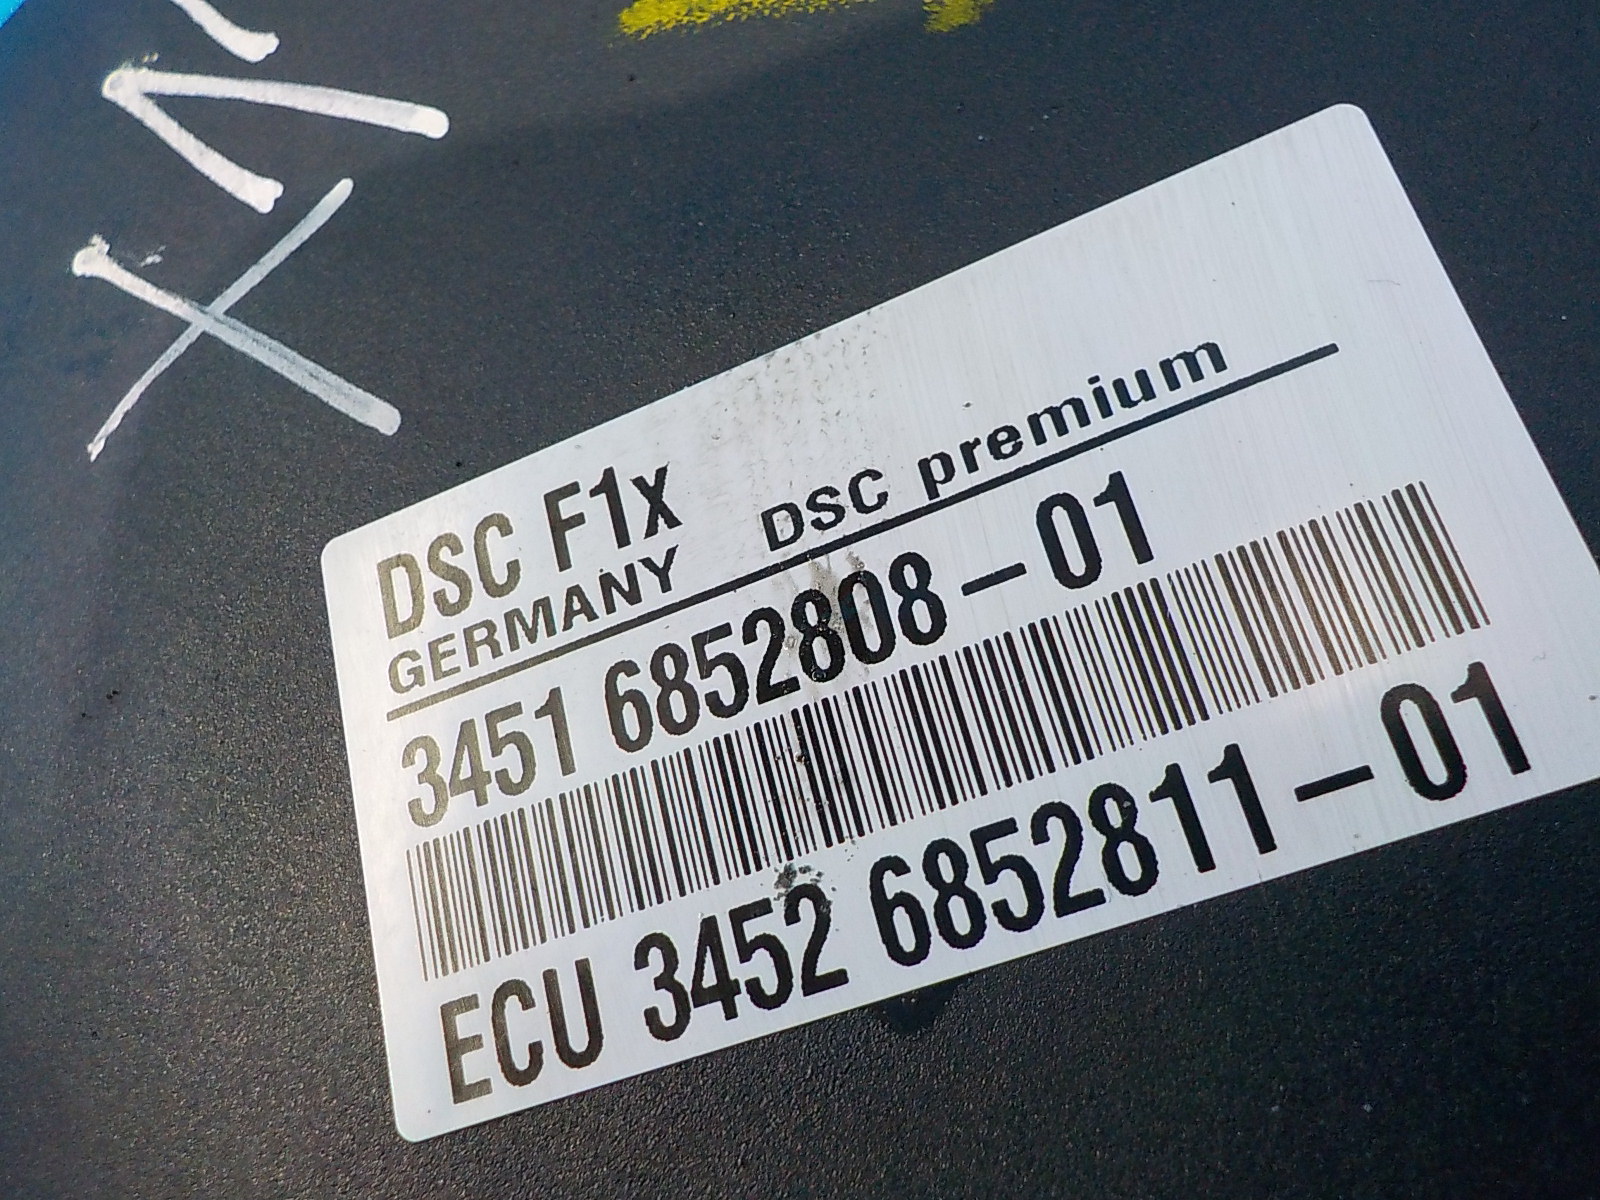 DSC F1x
GERMANY DSC premium
3451 6852808-01
ECU 3452 6852811-01